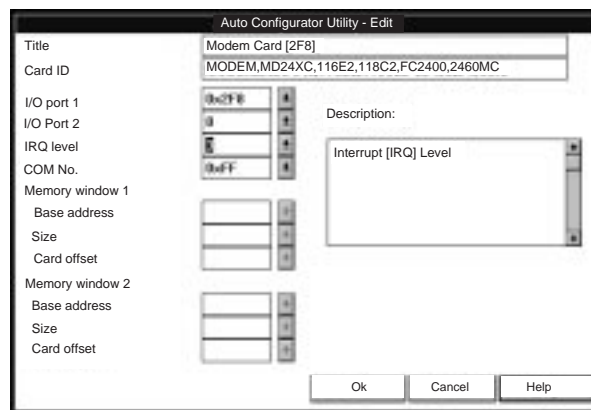 Auto Configurator Utility - Edit
Title Modem Card [2F8]
Card ID MODEM,MD24XC,116E2,118C2,FC2400,2460MC
I/O port 1 0x2F8
I/O Port 2 0
IRQ level
COM No. 0xFF
Memory window 1
Base address
Size
Card offset
Memory window 2
Base address
Size
Card offset
Description:
Interrupt [IRQ] Level
Ok Cancel Help